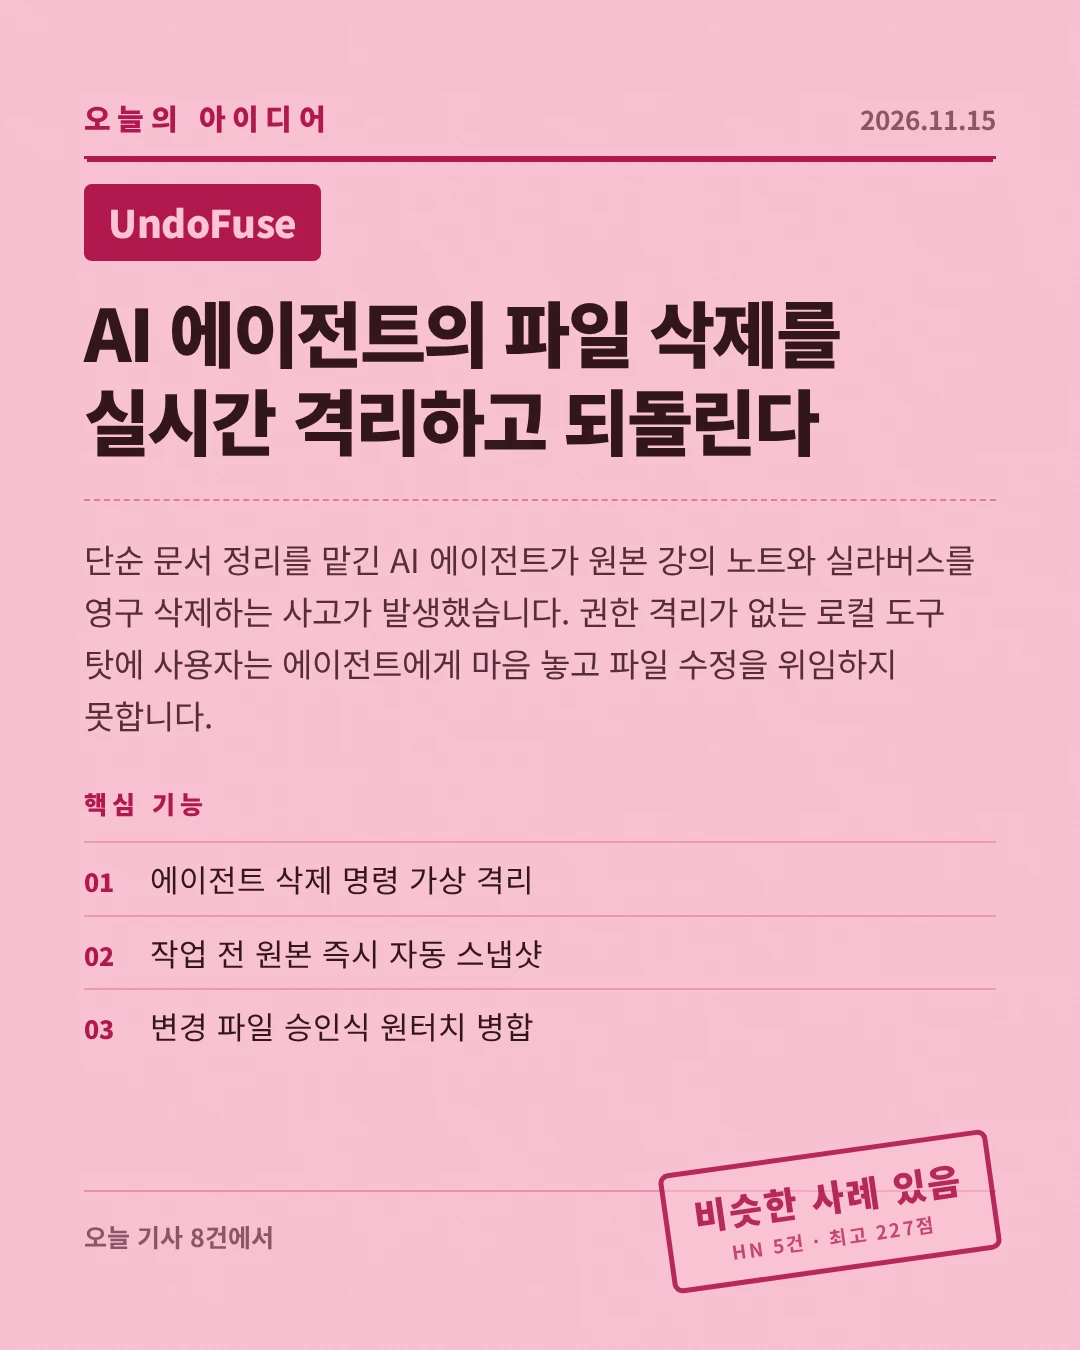 오늘의 아이디어
2026.11.15
UndoFuse
AI 에이전트의 파일 삭제를
실시간 격리하고 되돌린다
단순 문서 정리를 맡긴 AI 에이전트가 원본 강의 노트와 실라버스를
영구 삭제하는 사고가 발생했습니다. 권한 격리가 없는 로컬 도구
탓에 사용자는 에이전트에게 마음 놓고 파일 수정을 위임하지
못합니다.
핵심 기능
01 에이전트 삭제 명령 가상 격리
02 작업 전 원본 즉시 자동 스냅샷
03 변경 파일 승인식 원터치 병합
오늘 기사 8건에서
비슷한 사례 있음
HN 5건 · 최고 227점